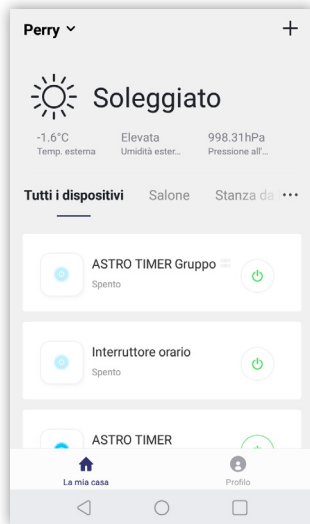 Perry
Soleggiato
-1.6°C Elevata 998.31hPa
Temp. esterna Umidità ester... Pressione all'...
Tutti i dispositivi Salone Stanza da
ASTRO TIMER Gruppo
Spento
Interruttore orario
Spento
ASTRO TIMER
La mia casa Profilo